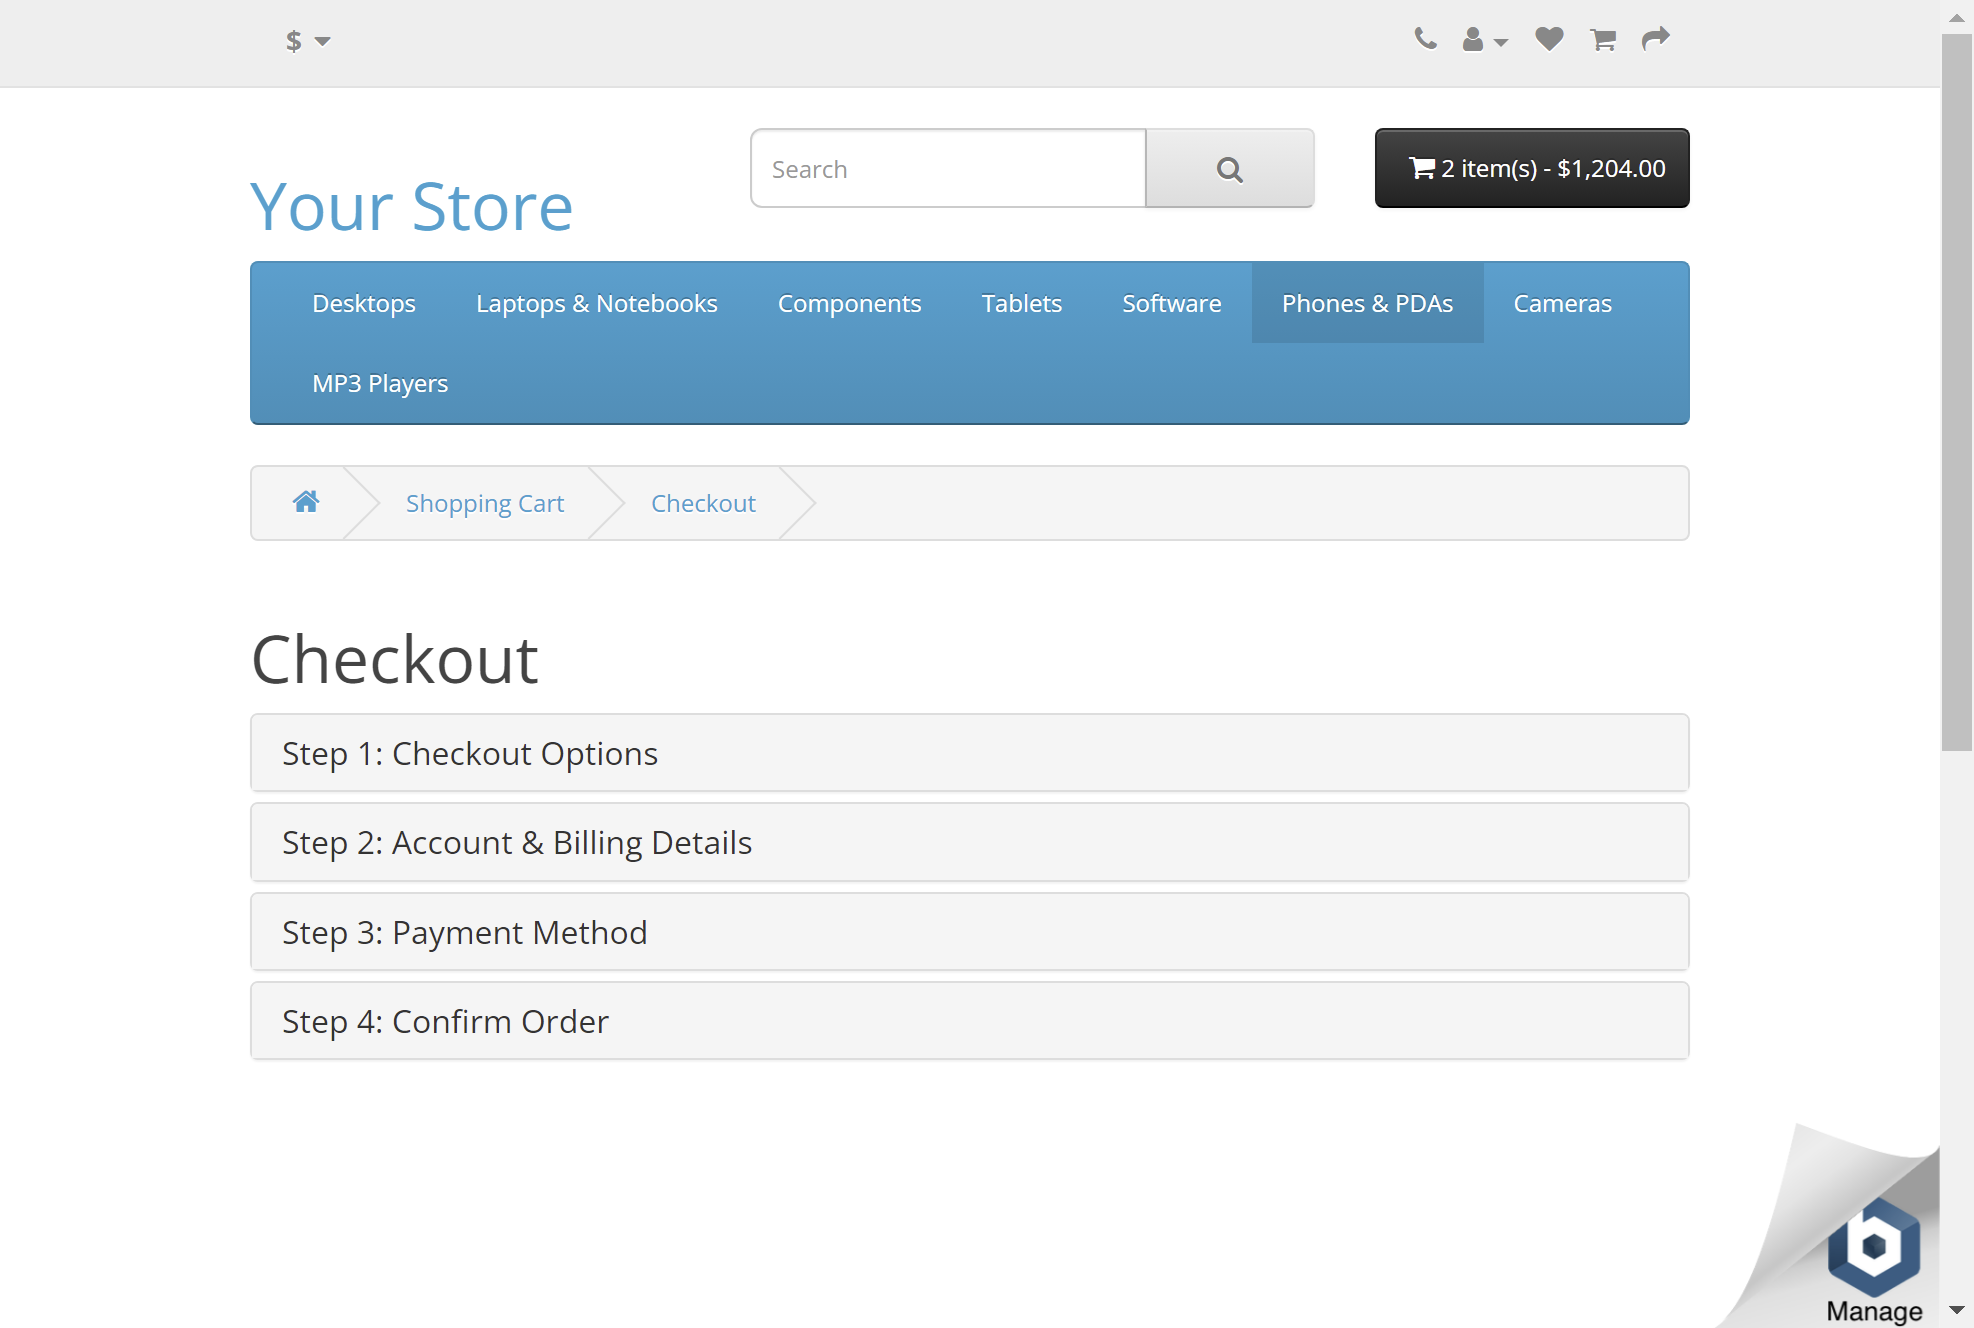 $
Search
2 item(s) - $1,204.00
Your Store
Desktops
Laptops & Notebooks
Components
Tablets
Software
Phones & PDAs
Cameras
MP3 Players
Shopping Cart
Checkout
Checkout
Step 1: Checkout Options
Step 2: Account & Billing Details
Step 3: Payment Method
Step 4: Confirm Order
Manage